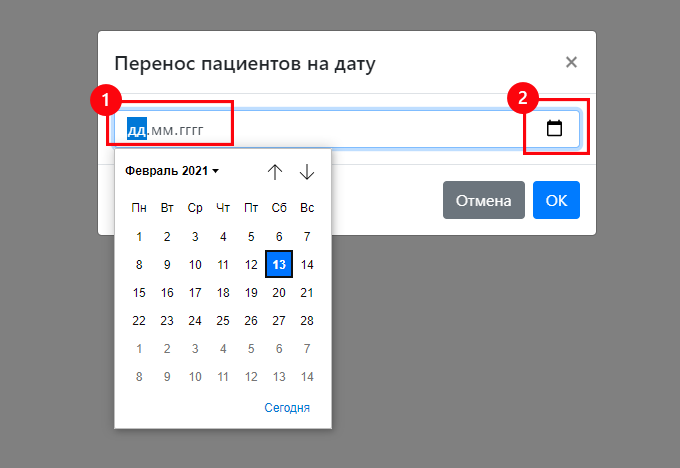 Перенос пациентов на дату ×
1
2
дд.мм.гггг
Февраль 2021
Пн Вт Ср Чт Пт Сб Вс
1 2 3 4 5 6 7
8 9 10 11 12 13 14
15 16 17 18 19 20 21
22 23 24 25 26 27 28
1 2 3 4 5 6 7
8 9 10 11 12 13 14
Сегодня
Отмена
ОК